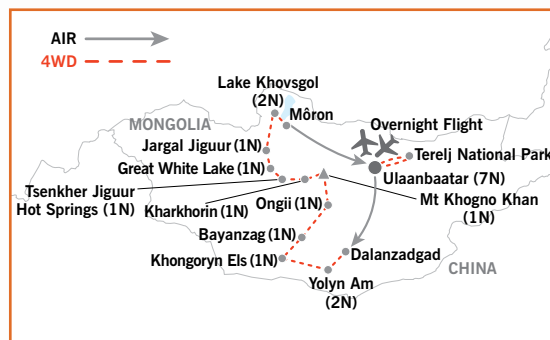 AIR
4WD
Lake Khovsgol
(2N)
Môron
MONGOLIA
Overnight Flight
Jargal Jiguur (1N)
Terelj National Park
Great White Lake (1N)
Ulaanbaatar (7N)
Tsenkher Jiguur
Hot Springs (1N)
Kharkhorin (1N)
Mt Khogno Khan
(1N)
Ongii (1N)
Bayanzag (1N)
Dalanzadgad
Khongoryn Els (1N)
CHINA
Yolyn Am
(2N)